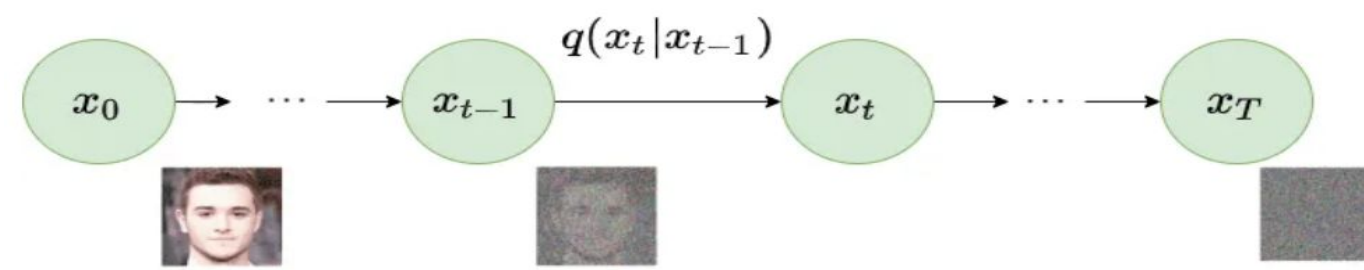 q(x_t|x_{t-1})
x_0 ... x_{t-1} x_t ... x_T